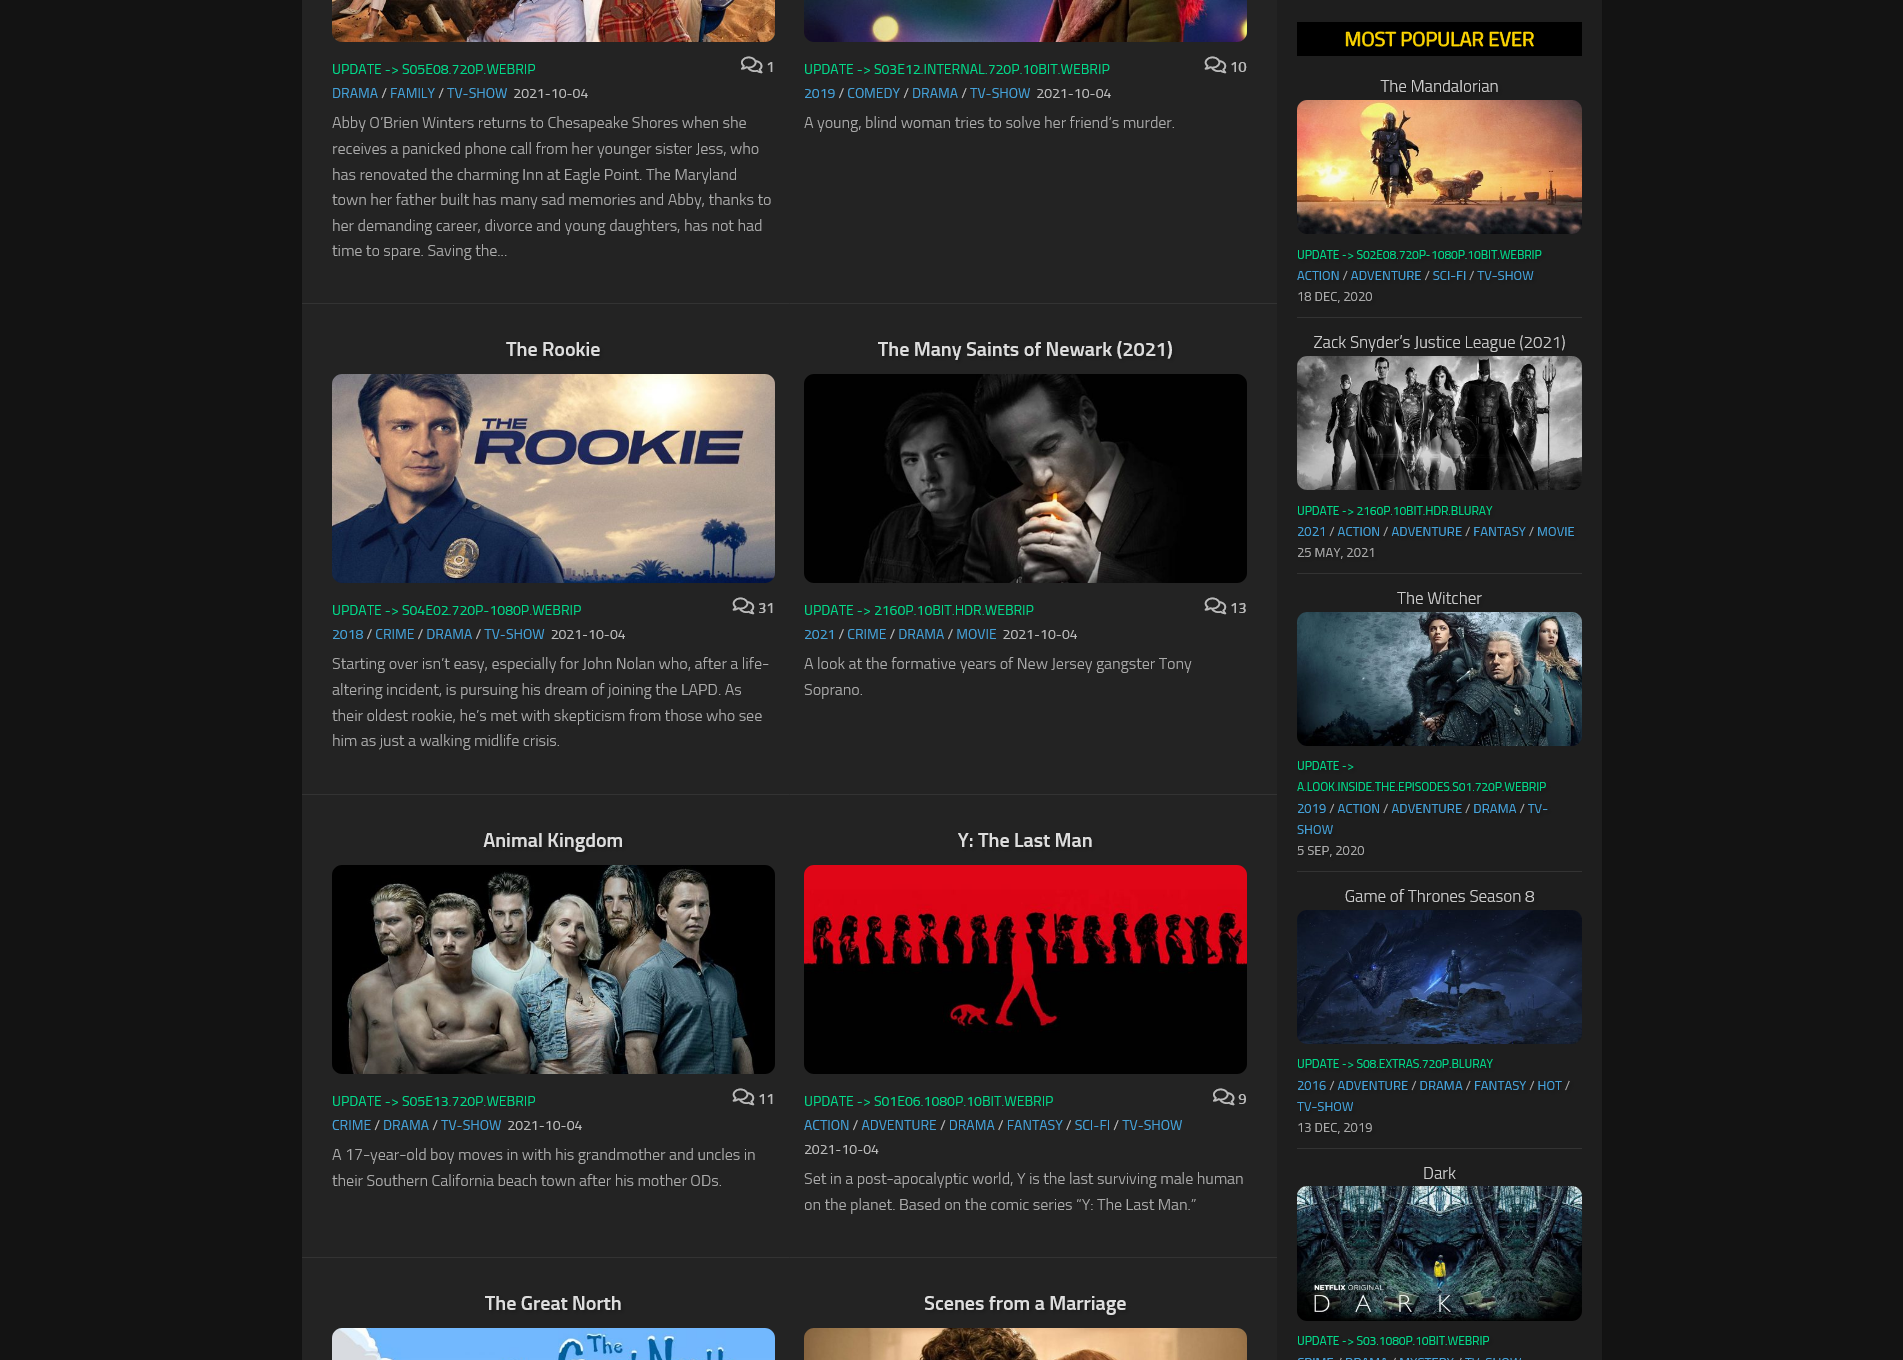 UPDATE -> S05E08.720P.WEBRIP
1
DRAMA / FAMILY / TV-SHOW 2021-10-04
Abby O’Brien Winters returns to Chesapeake Shores when she
receives a panicked phone call from her younger sister Jess, who
has renovated the charming Inn at Eagle Point. The Maryland
town her father built has many sad memories and Abby, thanks to
her demanding career, divorce and young daughters, has not had
time to spare. Saving the...
UPDATE -> S03E12.INTERNAL.720P.10BIT.WEBRIP
10
2019 / COMEDY / DRAMA / TV-SHOW 2021-10-04
A young, blind woman tries to solve her friend’s murder.
The Rookie
THE
ROOKIE
UPDATE -> S04E02.720P-1080P.WEBRIP
31
2018 / CRIME / DRAMA / TV-SHOW 2021-10-04
Starting over isn’t easy, especially for John Nolan who, after a life-
altering incident, is pursuing his dream of joining the LAPD. As
their oldest rookie, he’s met with skepticism from those who see
him as just a walking midlife crisis.
The Many Saints of Newark (2021)
UPDATE -> 2160P.10BIT.HDR.WEBRIP
13
2021 / CRIME / DRAMA / MOVIE 2021-10-04
A look at the formative years of New Jersey gangster Tony
Soprano.
Animal Kingdom
UPDATE -> S05E13.720P.WEBRIP
11
CRIME / DRAMA / TV-SHOW 2021-10-04
A 17-year-old boy moves in with his grandmother and uncles in
their Southern California beach town after his mother ODs.
Y: The Last Man
UPDATE -> S01E06.1080P.10BIT.WEBRIP
9
ACTION / ADVENTURE / DRAMA / FANTASY / SCI-FI / TV-SHOW
2021-10-04
Set in a post-apocalyptic world, Y is the last surviving male human
on the planet. Based on the comic series “Y: The Last Man.”
The Great North
The
Great North
Scenes from a Marriage
MOST POPULAR EVER
The Mandalorian
UPDATE -> S02E08.720P-1080P.10BIT.WEBRIP
ACTION / ADVENTURE / SCI-FI / TV-SHOW
18 DEC, 2020
Zack Snyder’s Justice League (2021)
UPDATE -> 2160P.10BIT.HDR.BLURAY
2021 / ACTION / ADVENTURE / FANTASY / MOVIE
25 MAY, 2021
The Witcher
UPDATE ->
A.LOOK.INSIDE.THE.EPISODES.S01.720P.WEBRIP
2019 / ACTION / ADVENTURE / DRAMA / TV-
SHOW
5 SEP, 2020
Game of Thrones Season 8
UPDATE -> S08.EXTRAS.720P.BLURAY
2016 / ADVENTURE / DRAMA / FANTASY / HOT /
TV-SHOW
13 DEC, 2019
Dark
NETFLIX ORIGINAL
DARK
UPDATE -> S03.1080P.10BIT.WEBRIP
CRIME / DRAMA / MYSTERY / TV-SHOW